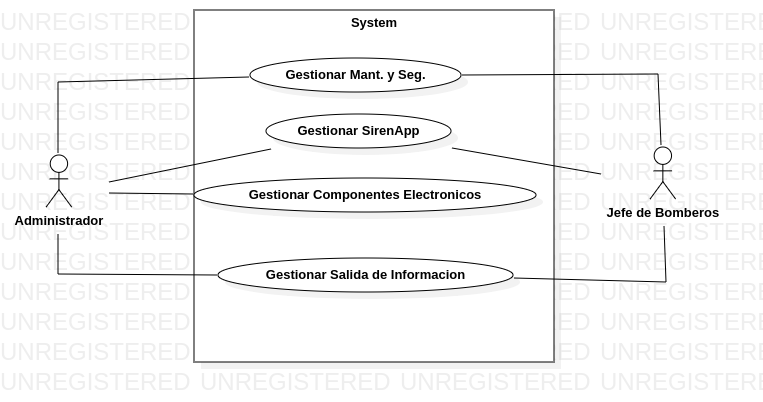 System
Gestionar Mant. y Seg.
Gestionar SirenApp
Gestionar Componentes Electronicos
Administrador
Jefe de Bomberos
Gestionar Salida de Informacion
UNREGISTERED UNREGISTERED UNREGISTERED UNREGISTERED